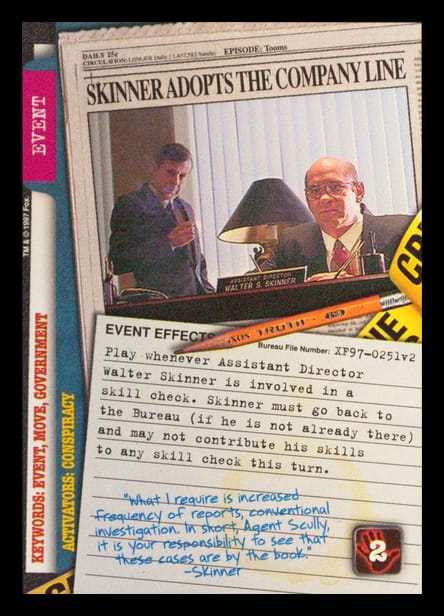 DAILY 25¢
EPISODE: Tooms
SKINNER ADOPTS THE COMPANY LINE
EVENT
TM & © 1997 Fox.
ASSISTANT DIRECTOR
WALTER S. SKINNER
TRUTH
EVENT EFFECTS
Bureau File Number: XF97-0251v2
Play whenever Assistant Director
Walter Skinner is involved in a
skill check. Skinner must go back to
the Bureau (if he is not already there)
and may not contribute his skills
to any skill check this turn.
"What I require is increased
frequency of reports, conventional
investigation. In short, Agent Scully,
it is your responsibility to see that
these cases are by the book."
-Skinner
2
KEYWORDS: EVENT, MOVE, GOVERNMENT
ACTIVATORS: CONSPIRACY